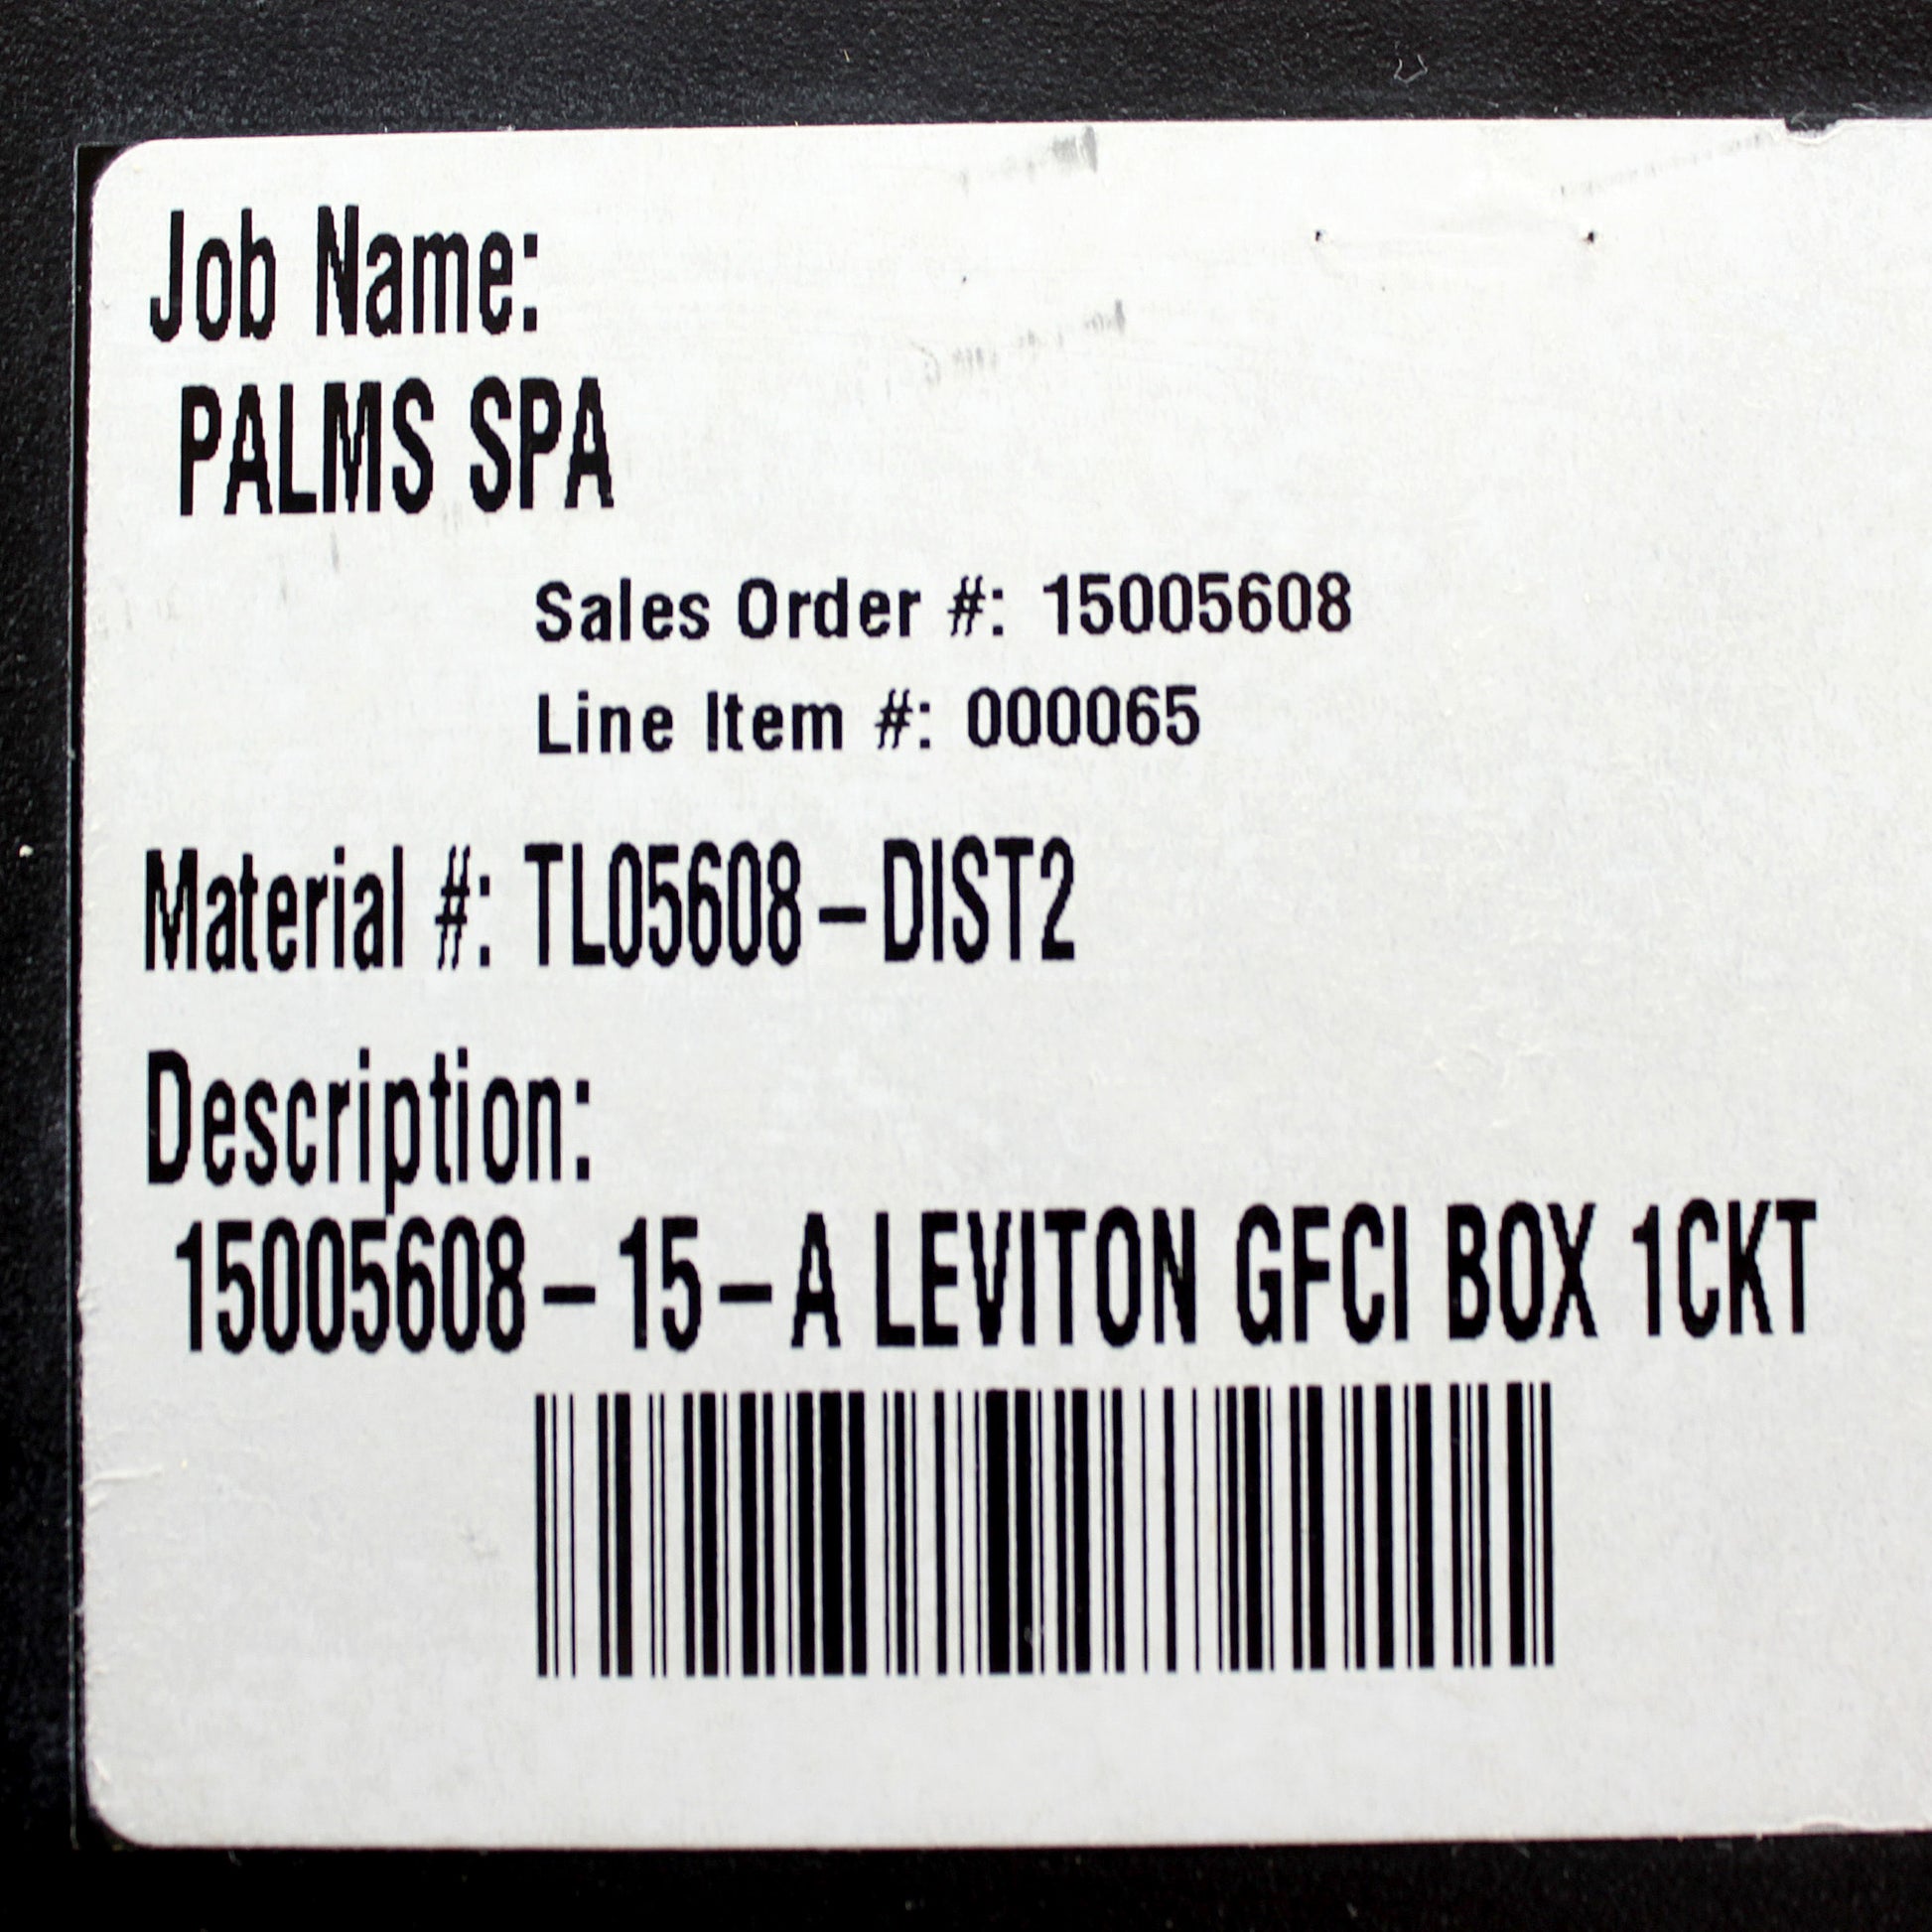 Job Name:
PALMS SPA
Sales Order #: 15005608
Line Item #: 000065
Material #: TL05608-DIST2
Description:
15005608-15-A LEVITON GFCI BOX 1CKT